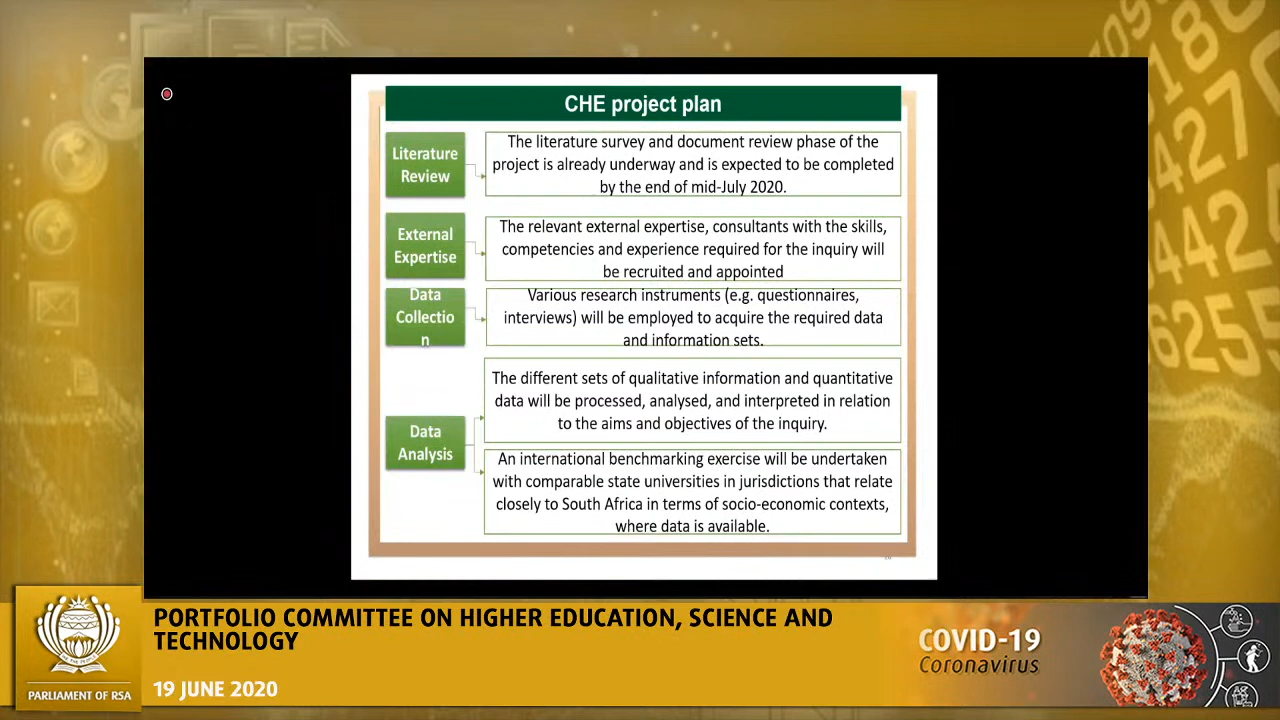 CHE project plan
Literature
Review
The literature survey and document review phase of the
project is already underway and is expected to be completed
by the end of mid-July 2020.
External
Expertise
The relevant external expertise, consultants with the skills,
competencies and experience required for the inquiry will
be recruited and appointed
Data
Collectio
n
Various research instruments (e.g. questionnaires,
interviews) will be employed to acquire the required data
and information sets.
Data
Analysis
The different sets of qualitative information and quantitative
data will be processed, analysed, and interpreted in relation
to the aims and objectives of the inquiry.
An international benchmarking exercise will be undertaken
with comparable state universities in jurisdictions that relate
closely to South Africa in terms of socio-economic contexts,
where data is available.
PORTFOLIO COMMITTEE ON HIGHER EDUCATION, SCIENCE AND
TECHNOLOGY
19 JUNE 2020
PARLIAMENT OF RSA
COVID-19
Coronavirus